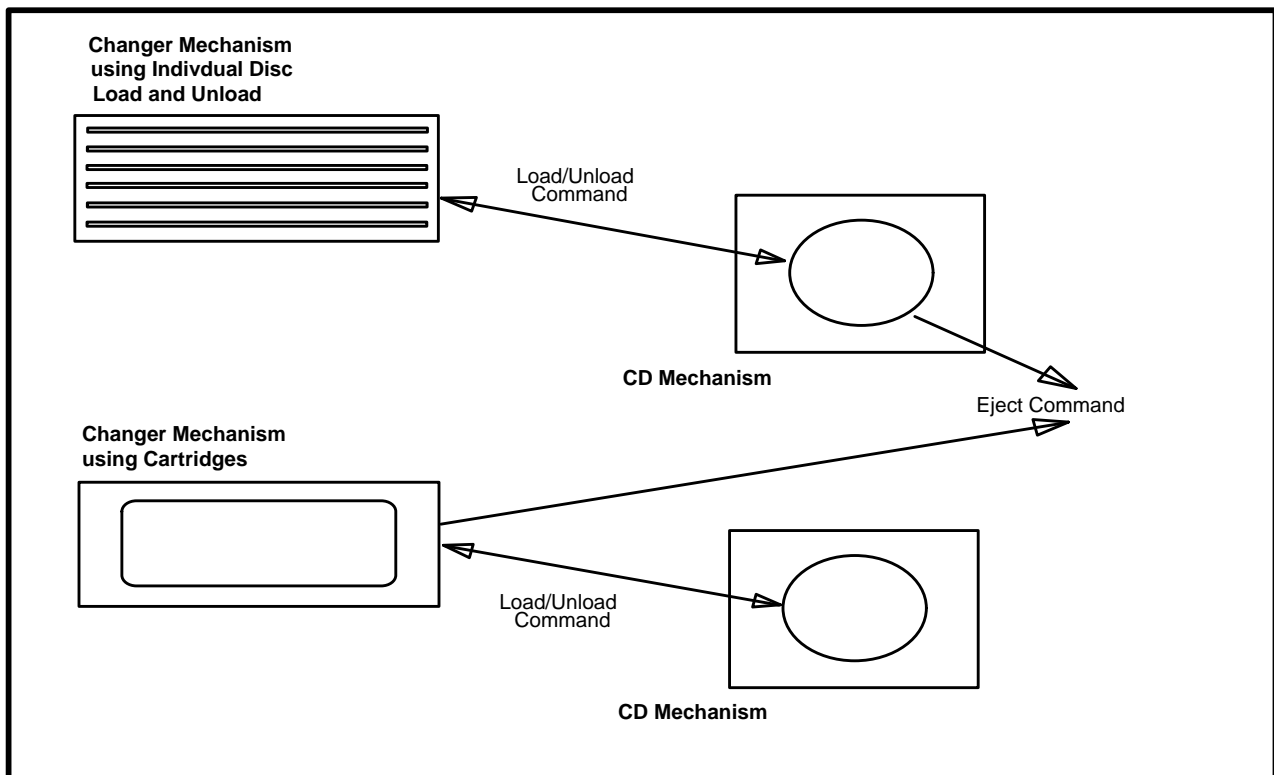 Changer Mechanism
using Indivdual Disc
Load and Unload
Load/Unload
Command
CD Mechanism
Eject Command
Changer Mechanism
using Cartridges
Load/Unload
Command
CD Mechanism